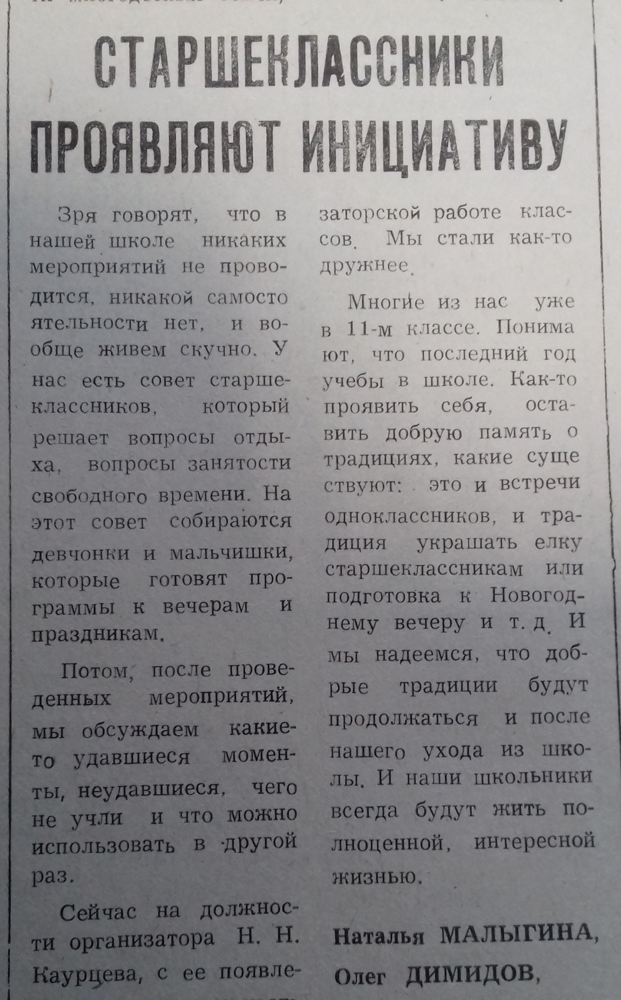 СТАРШЕКЛАССНИКИ
ПРОЯВЛЯЮТ ИНИЦИАТИВУ
Зря говорят, что в
нашей школе никаких
мероприятий не прово-
дится, никакой самосто
ятельности нет, и во-
обще живем скучно. У
нас есть совет старше-
классников, который
решает вопросы отды-
ха, вопросы занятости
свободного времени. На
этот совет собираются
девчонки и мальчишки,
которые готовят про-
граммы к вечерам и
праздникам.
Потом, после прове-
денных мероприятий,
мы обсуждаем какие-
то удавшиеся момен-
ты, неудавшиеся, чего
не учли и что можно
использовать в другой
раз.
Сейчас на должнос-
ти организатора Н. Н.
Каурцева, с ее появле-
заторской работе клас-
сов. Мы стали как-то
дружнее.
Многие из нас уже
в 11-м классе. Понима
ют, что последний год
учебы в школе. Как-то
проявить себя, оста-
вить добрую память о
традициях, какие суще
ствуют: это и встречи
одноклассников, и тра-
диция украшать елку
старшеклассникам или
подготовка к Новогод-
нему вечеру и т. д. И
мы надеемся, что доб-
рые традиции будут
продолжаться и после
нашего ухода из шко-
лы. И наши школьники
всегда будут жить по-
лноценной, интересной
жизнью.
Наталья МАЛЫГИНА,
Олег ДИМИДОВ,